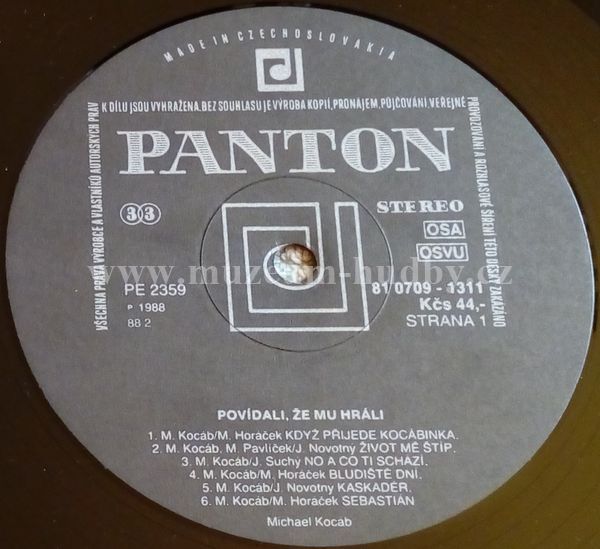 MADE IN CZECHOSLOVAKIA
VŠECHNA PRÁVA VÝROBCE A VLASTNÍKŮ AUTORSKÝCH PRÁV
K DÍLU JSOU VYHRAŽENA. BEZ SOUHLASU JE VÝROBA KOPIÍ, PRONÁJEM, PŮJČOVÁNÍ, VEŘEJNÉ
PROVOZOVÁNÍ A ROZHLASOVÉ ŠÍŘENÍ TÉTO DESKY ZAKÁZÁNO
PANTON
33
STEREO
OSA
OSVU
www.muzeum-hudby.cz
PE 2359
81 0709 - 1311
P 1988
Kčs 44,-
88 2
STRANA 1
POVÍDALI, ŽE MU HRÁLI
1. M. Kocáb/M. Horáček KDYŽ PŘIJEDE KOCÁBINKA.
2. M. Kocáb. M. Pavlíček/J. Novotny ŽIVOT MĚ ŠTÍP.
3. M. Kocáb/J. Suchy NO A CO TI SCHÁZÍ.
4. M. Kocáb/M. Horáček BLUDIŠTĚ DNÍ.
5. M. Kocáb/J. Novotny KASKADÉR.
6. M. Kocáb/M. Horáček SEBASTIÁN
Michael Kocáb